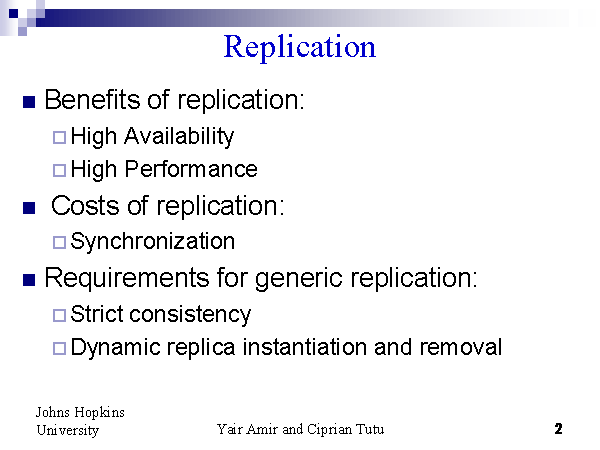 Replication
Benefits of replication:
High Availability
High Performance
Costs of replication:
Synchronization
Requirements for generic replication:
Strict consistency
Dynamic replica instantiation and removal
Johns Hopkins
University
Yair Amir and Ciprian Tutu
2